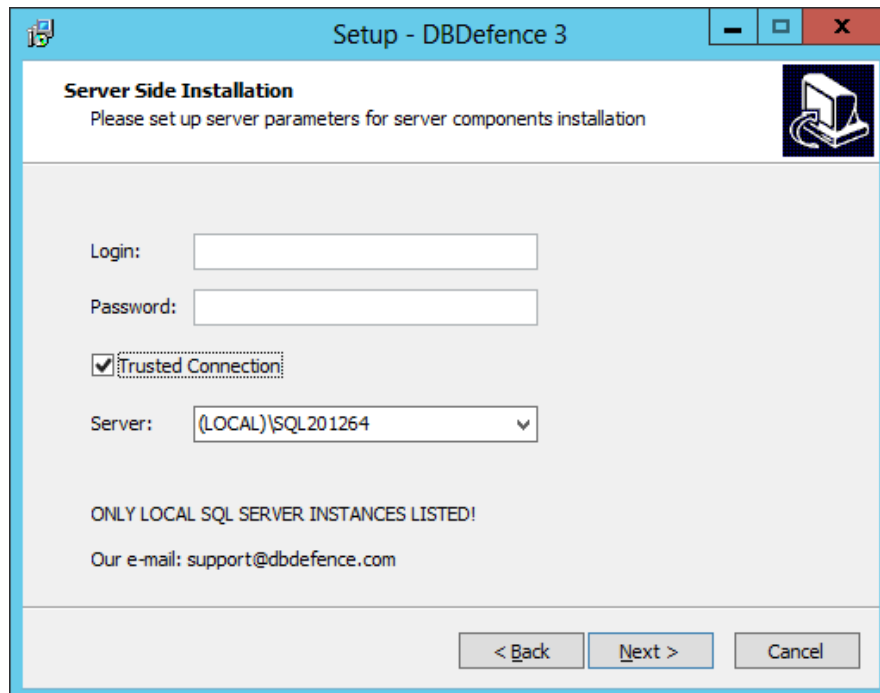 Setup - DBDefence 3
Server Side Installation
Please set up server parameters for server components installation
Login:
Password:
Trusted Connection
Server: (LOCAL)\SQL201264
ONLY LOCAL SQL SERVER INSTANCES LISTED!
Our e-mail: support@dbdefence.com
< Back Next > Cancel